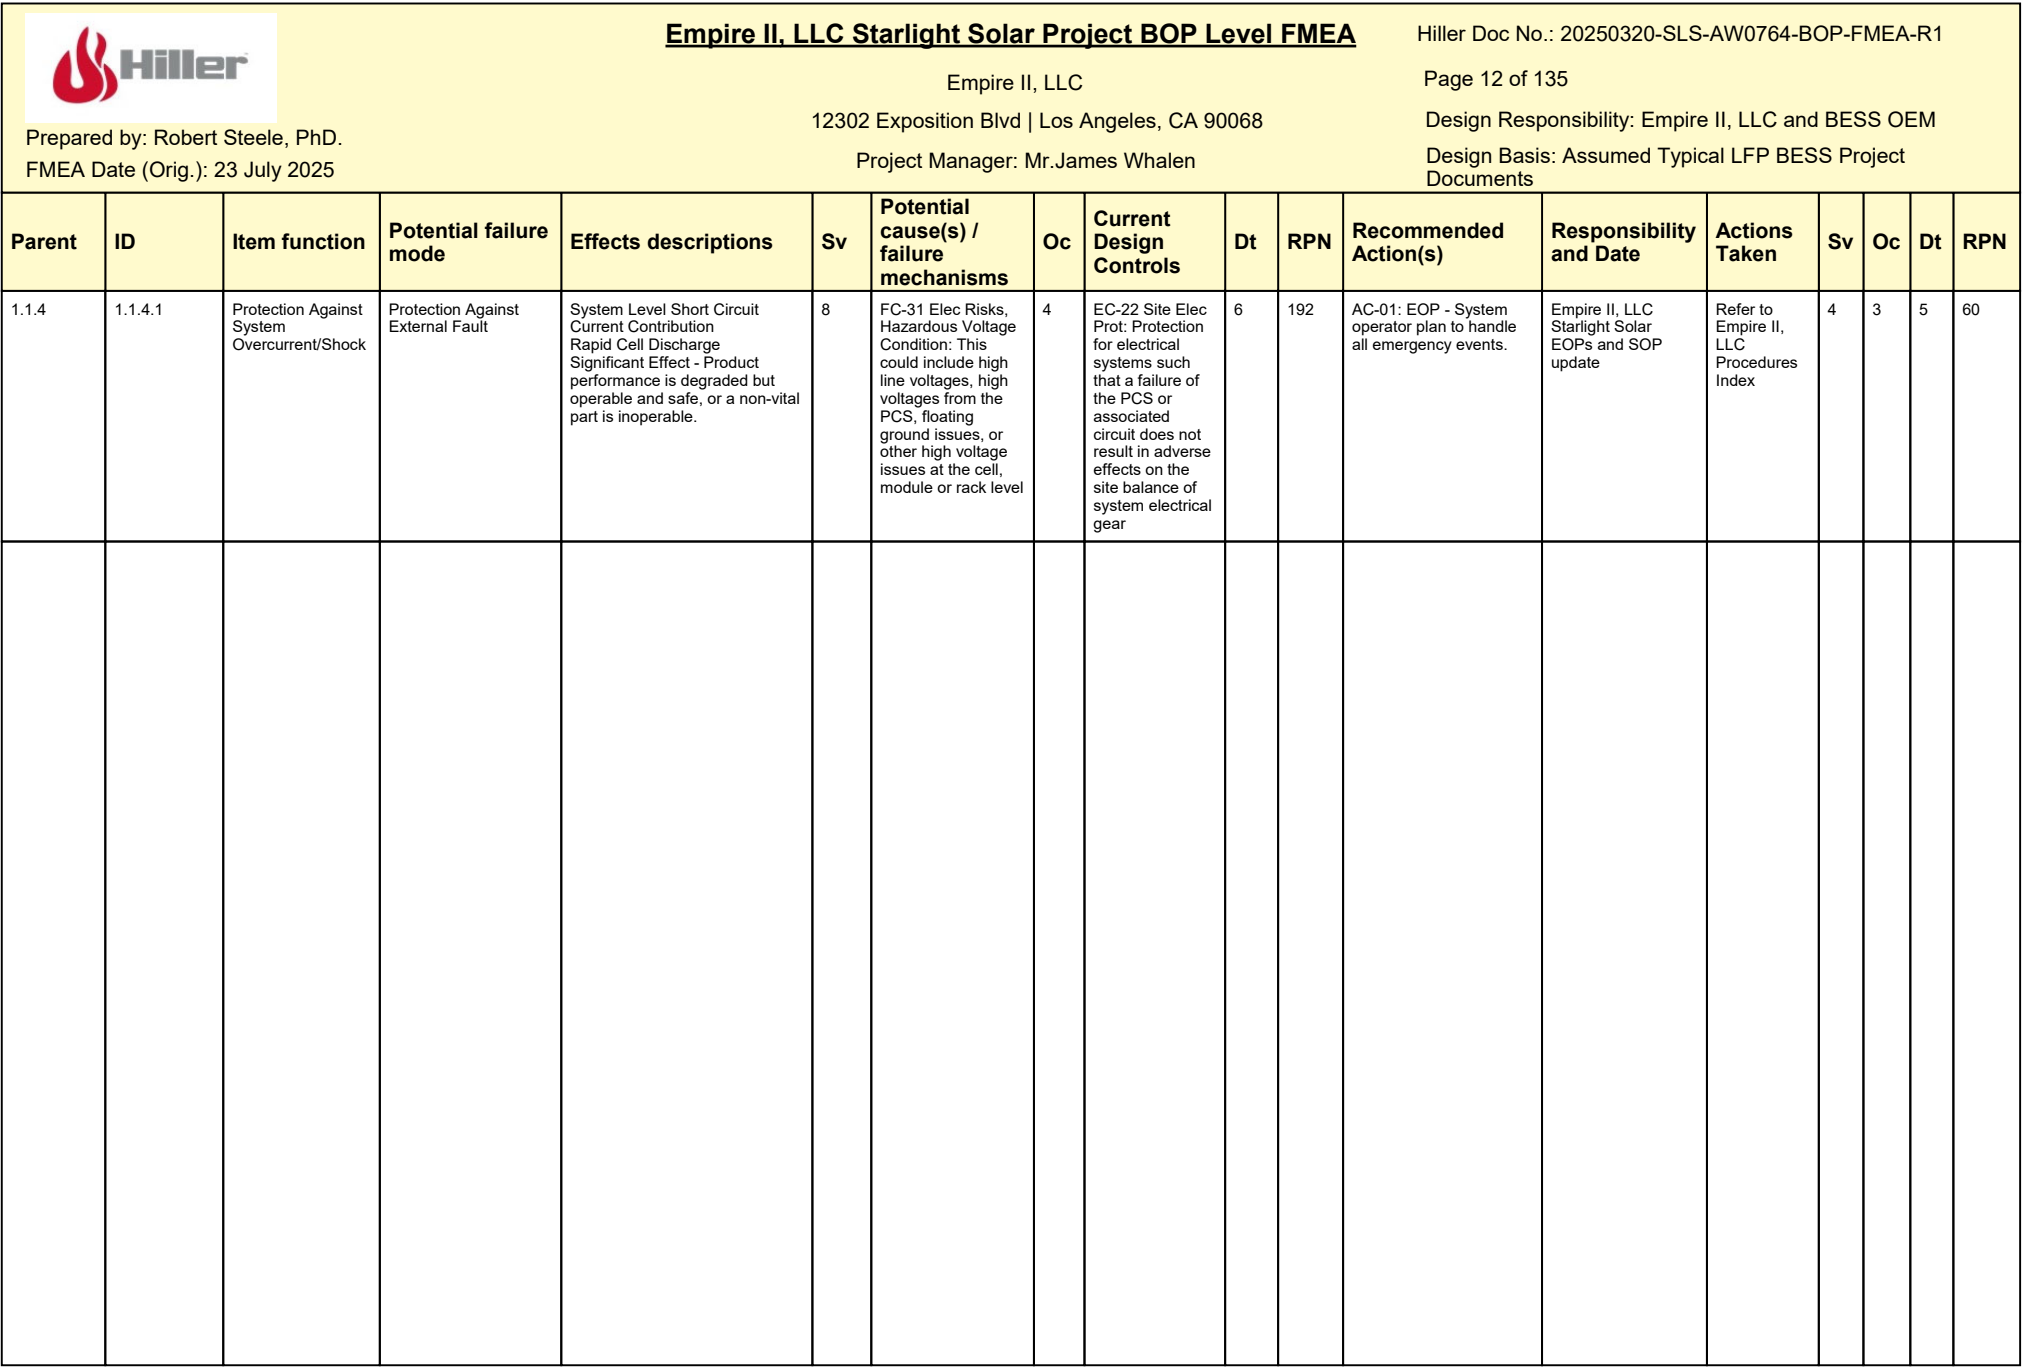 Hiller
Prepared by: Robert Steele, PhD.
FMEA Date (Orig.): 23 July 2025
Empire II, LLC Starlight Solar Project BOP Level FMEA
Empire II, LLC
12302 Exposition Blvd | Los Angeles, CA 90068
Project Manager: Mr.James Whalen
Hiller Doc No.: 20250320-SLS-AW0764-BOP-FMEA-R1
Page 12 of 135
Design Responsibility: Empire II, LLC and BESS OEM
Design Basis: Assumed Typical LFP BESS Project
Documents
Parent
ID
Item function
Potential failure
mode
Effects descriptions
Sv
Potential
cause(s) /
failure
mechanisms
Oc
Current
Design
Controls
Dt
RPN
Recommended
Action(s)
Responsibility
and Date
Actions
Taken
Sv
Oc
Dt
RPN
1.1.4
1.1.4.1
Protection Against
System
Overcurrent/Shock
Protection Against
External Fault
System Level Short Circuit
Current Contribution
Rapid Cell Discharge
Significant Effect - Product
performance is degraded but
operable and safe, or a non-vital
part is inoperable.
8
FC-31 Elec Risks,
Hazardous Voltage
Condition: This
could include high
line voltages, high
voltages from the
PCS, floating
ground issues, or
other high voltage
issues at the cell,
module or rack level
4
EC-22 Site Elec
Prot: Protection
for electrical
systems such
that a failure of
the PCS or
associated
circuit does not
result in adverse
effects on the
site balance of
system electrical
gear
6
192
AC-01: EOP - System
operator plan to handle
all emergency events.
Empire II, LLC
Starlight Solar
EOPs and SOP
update
Refer to
Empire II,
LLC
Procedures
Index
4
3
5
60